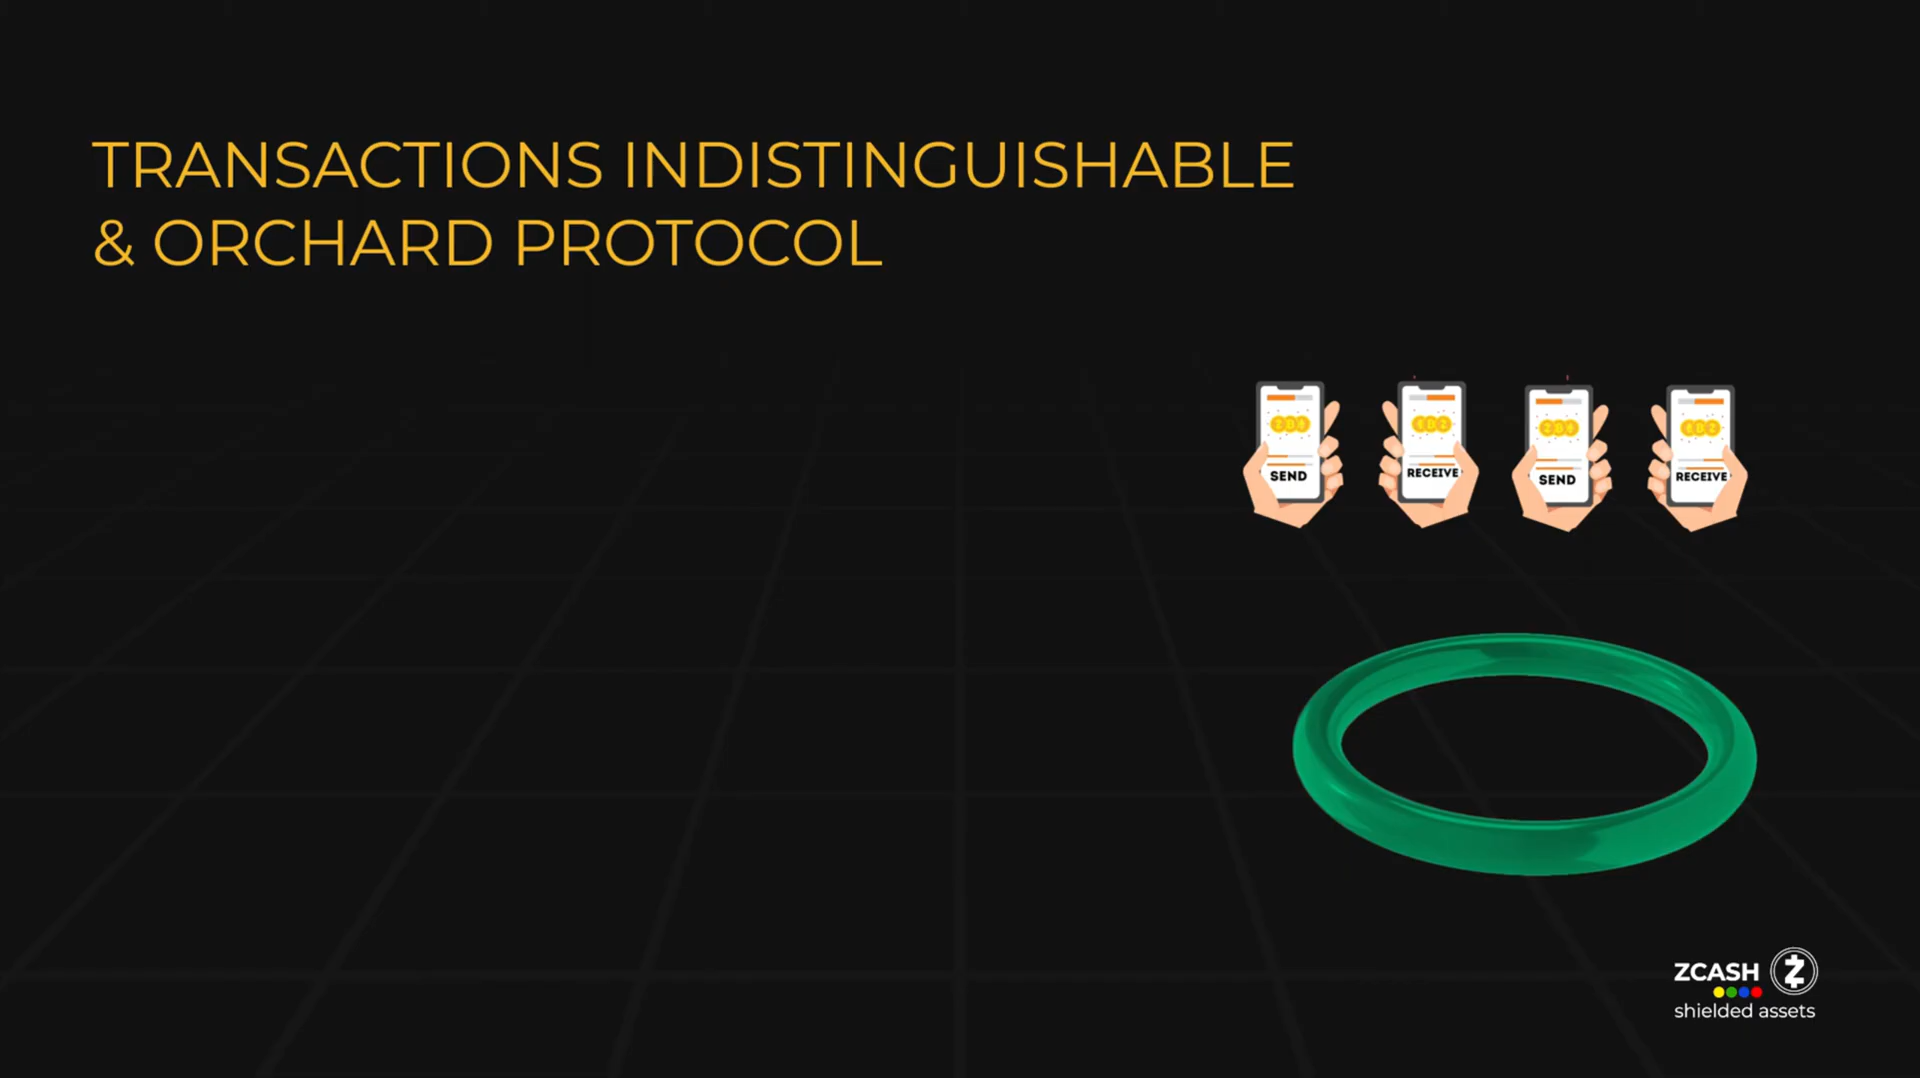 TRANSACTIONS INDISTINGUISHABLE
& ORCHARD PROTOCOL
SEND
RECEIVE
SEND
RECEIVE
ZCASH
shielded assets